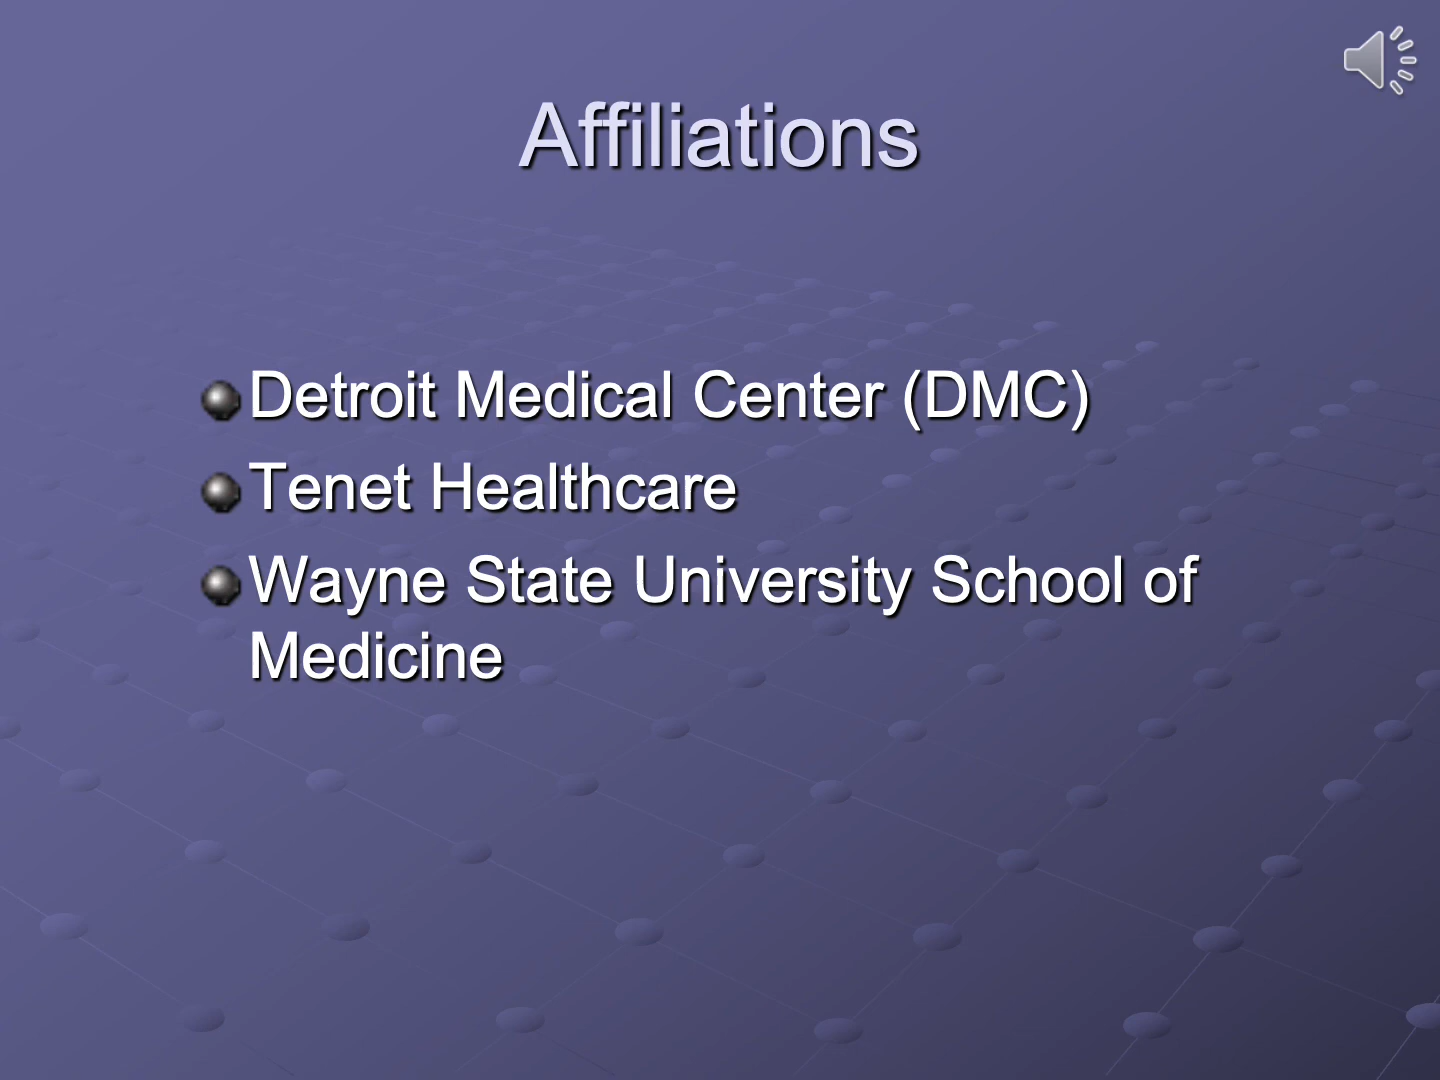 Affiliations
Detroit Medical Center (DMC)
Tenet Healthcare
Wayne State University School of
Medicine